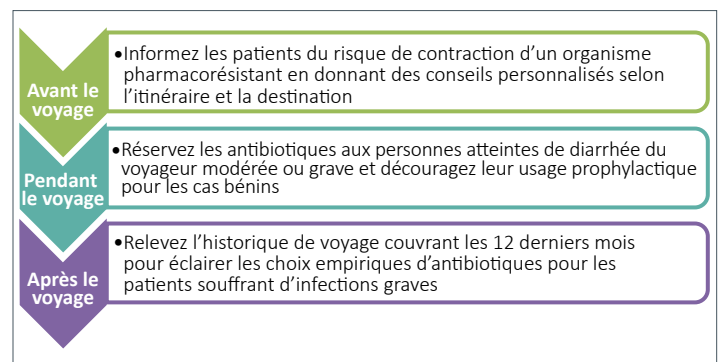 Avant le
voyage
•Informez les patients du risque de contraction d’un organisme
pharmacorésistant en donnant des conseils personnalisés selon
l’itinéraire et la destination
Pendant
le voyage
•Réservez les antibiotiques aux personnes atteintes de diarrhée du
voyageur modérée ou grave et découragez leur usage prophylactique
pour les cas bénins
Après le
voyage
•Relevez l’historique de voyage couvrant les 12 derniers mois
pour éclairer les choix empiriques d’antibiotiques pour les
patients souffrant d’infections graves